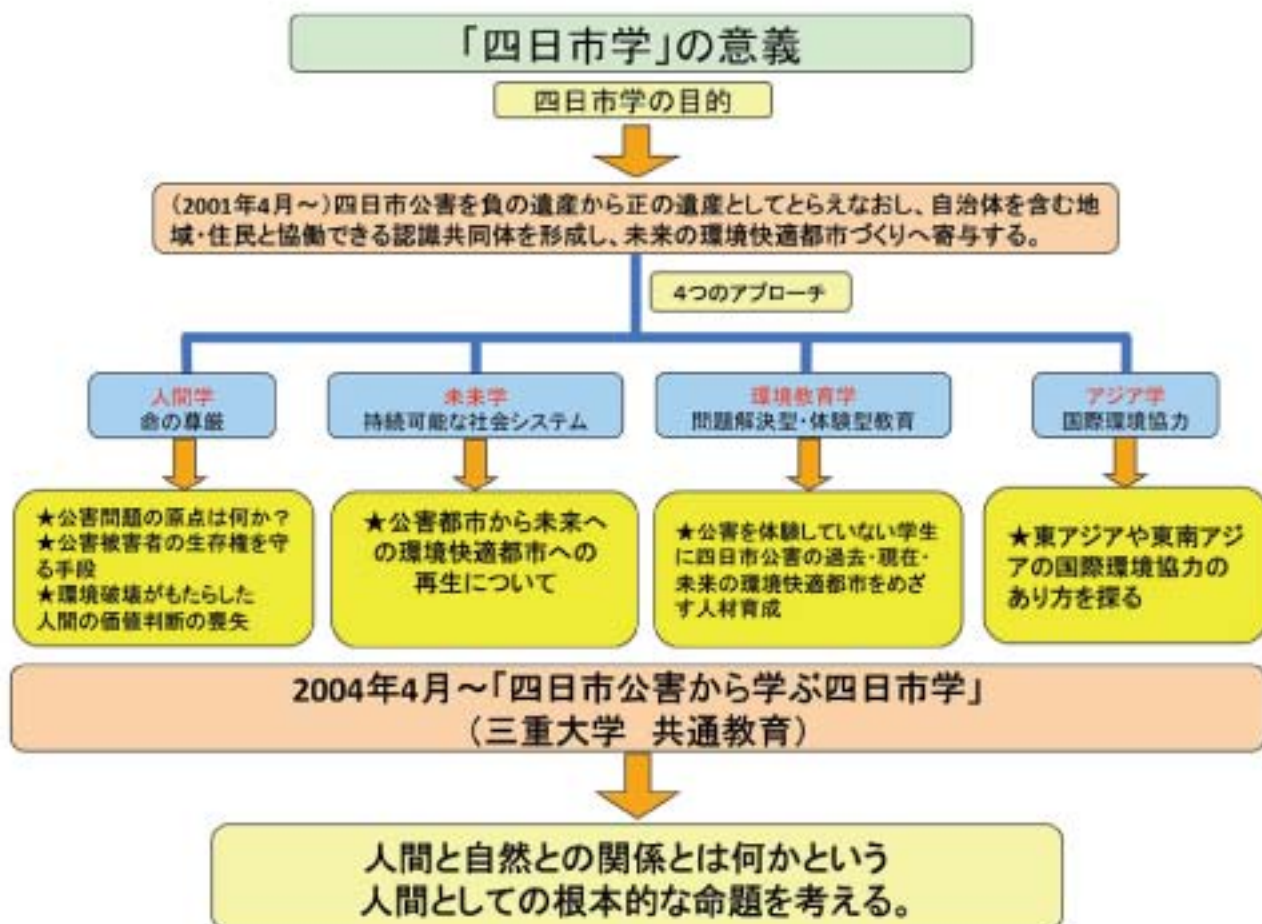 「四日市学」の意義
四日市学の目的
（2001年4月～）四日市公害を負の遺産から正の遺産としてとらえなおし、自治体を含む地
域・住民と協働できる認識共同体を形成し、未来の環境快適都市づくりへ寄与する。
4つのアプローチ
人間学
命の尊厳
未来学
持続可能な社会システム
環境教育学
問題解決型・体験型教育
アジア学
国際環境協力
★公害問題の原点は何か？
★公害被害者の生存権を守
る手段
★環境破壊がもたらした
人間の価値判断の喪失
★公害都市から未来へ
の環境快適都市への
再生について
★公害を体験していない学生
に四日市公害の過去・現在・
未来の環境快適都市をめざ
す人材育成
★東アジアや東南アジ
アの国際環境協力の
あり方を探る
2004年4月～「四日市公害から学ぶ四日市学」
（三重大学　共通教育）
人間と自然との関係とは何かという
人間としての根本的な命題を考える。